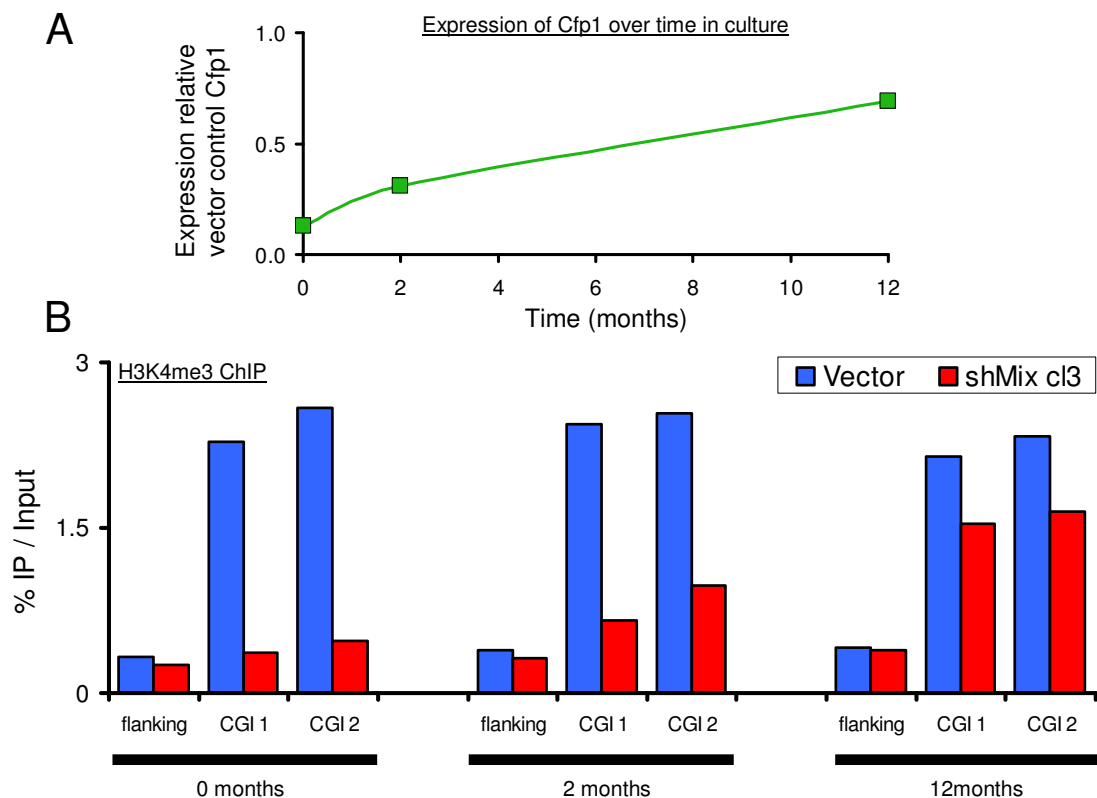 A
Expression of Cfp1 over time in culture
Expression relative
vector control Cfp1
1.0
0.5
0.0
0 2 4 6 8 10 12
Time (months)
B
H3K4me3 ChIP
Vector shMix cl3
% IP / Input
3
1.5
0
flanking CGI 1 CGI 2 flanking CGI 1 CGI 2 flanking CGI 1 CGI 2
0 months 2 months 12months